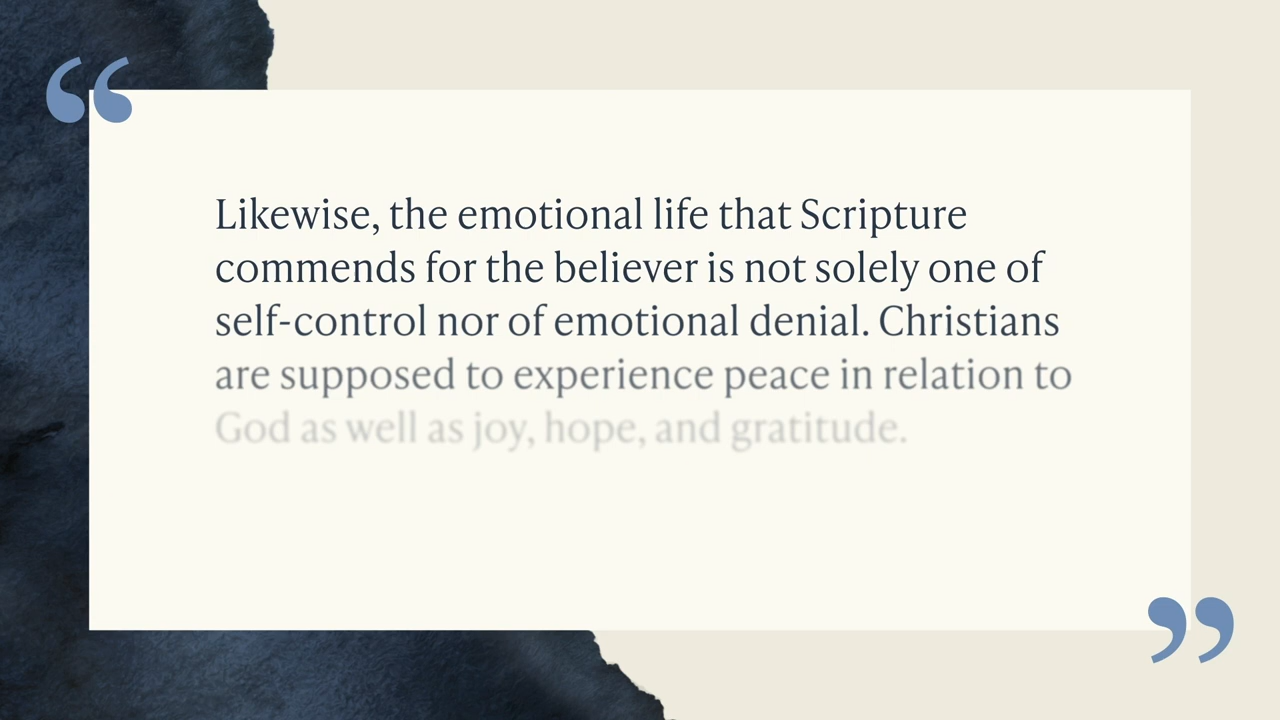 “
Likewise, the emotional life that Scripture
commends for the believer is not solely one of
self-control nor of emotional denial. Christians
are supposed to experience peace in relation to
God as well as joy, hope, and gratitude.
”